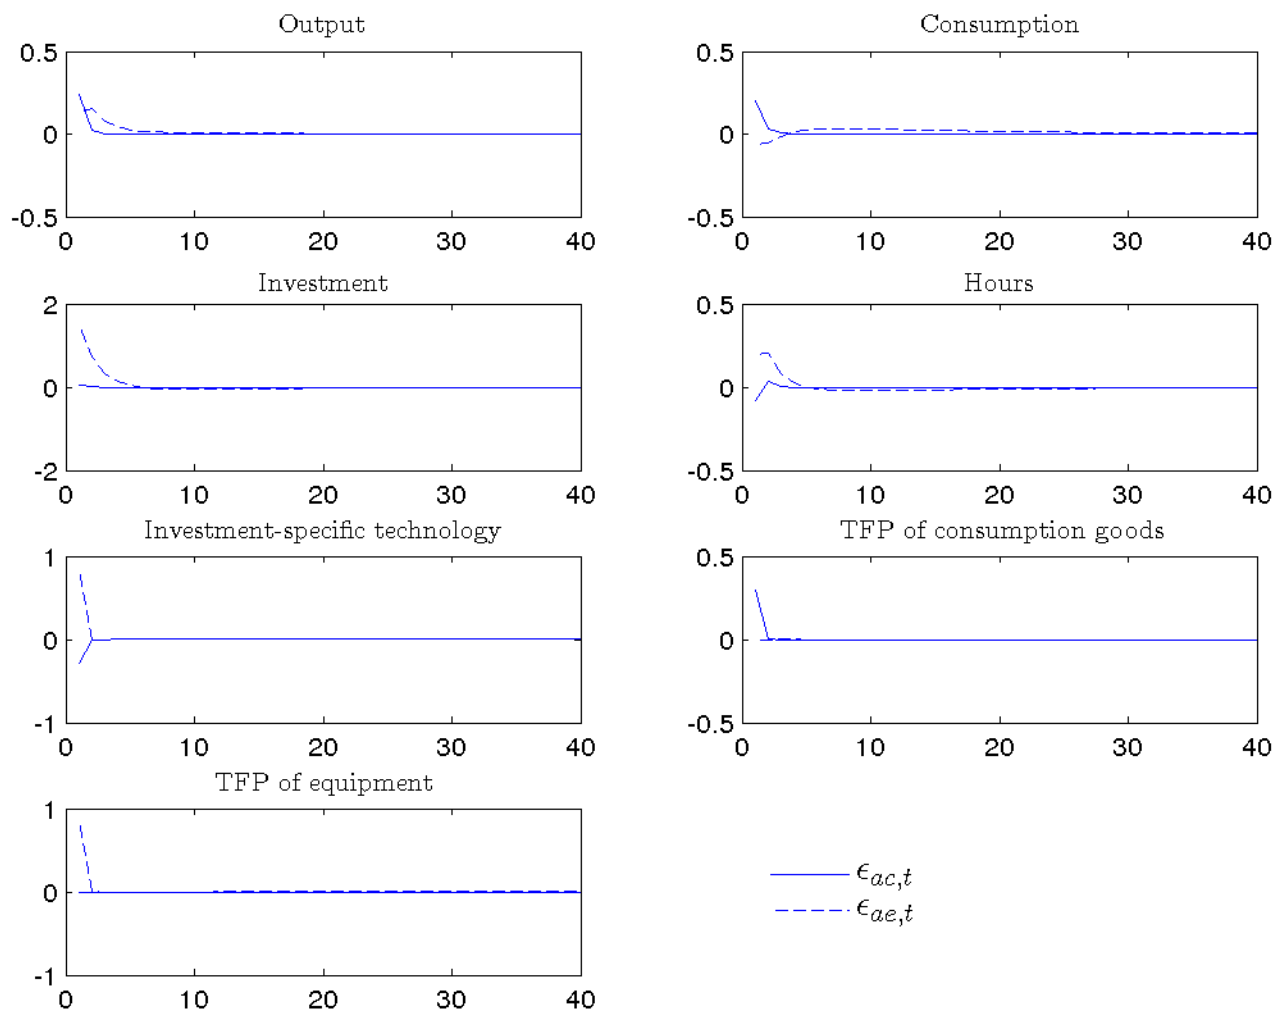 Output
0.5
0
-0.5
0 10 20 30 40
Consumption
0.5
0
-0.5
0 10 20 30 40
Investment
2
0
-2
0 10 20 30 40
Hours
0.5
0
-0.5
0 10 20 30 40
Investment-specific technology
1
0
-1
0 10 20 30 40
TFP of consumption goods
0.5
0
-0.5
0 10 20 30 40
TFP of equipment
1
0
-1
0 10 20 30 40
ϵac,t
ϵae,t